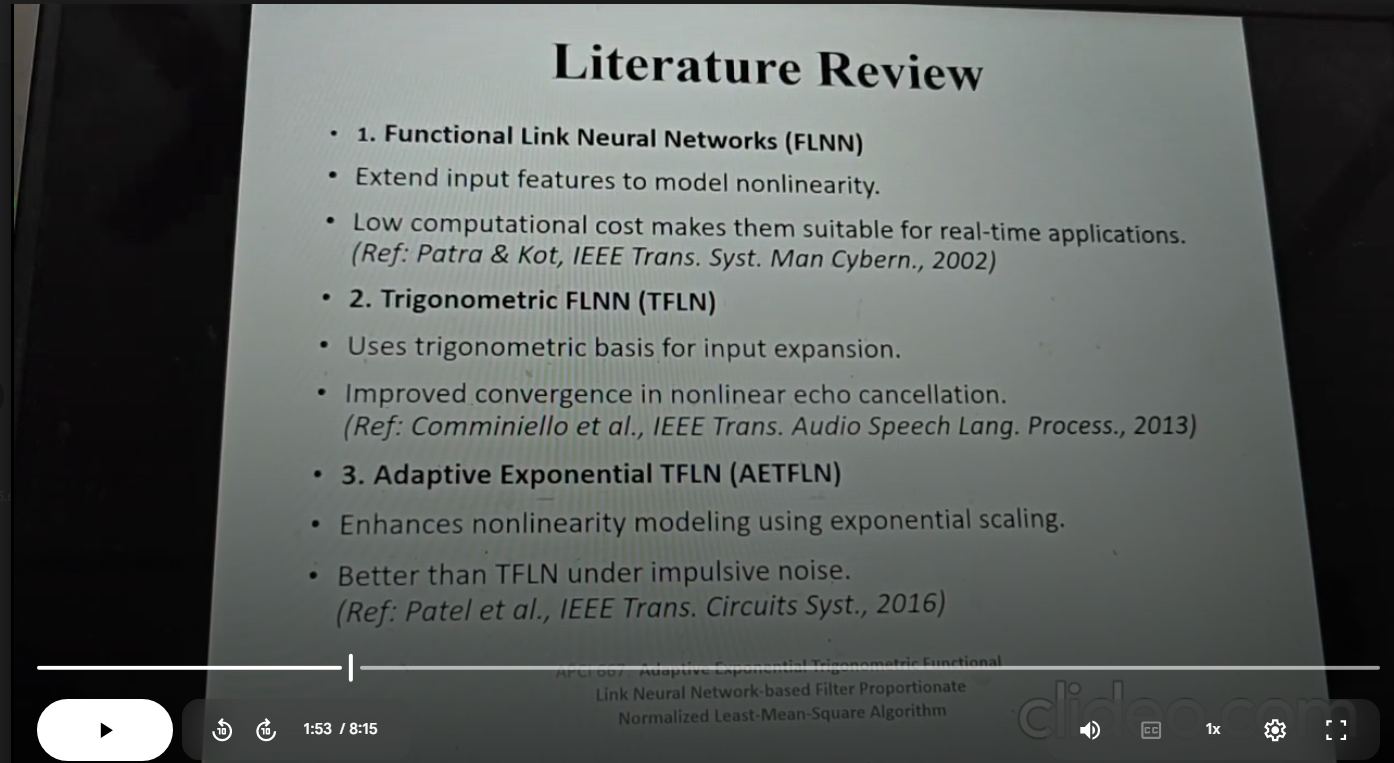 Literature Review
• 1. Functional Link Neural Networks (FLNN)
• Extend input features to model nonlinearity.
• Low computational cost makes them suitable for real-time applications.
(Ref: Patra & Kot, IEEE Trans. Syst. Man Cybern., 2002)
• 2. Trigonometric FLNN (TFLN)
• Uses trigonometric basis for input expansion.
• Improved convergence in nonlinear echo cancellation.
(Ref: Comminiello et al., IEEE Trans. Audio Speech Lang. Process., 2013)
• 3. Adaptive Exponential TFLN (AETFLN)
• Enhances nonlinearity modeling using exponential scaling.
• Better than TFLN under impulsive noise.
(Ref: Patel et al., IEEE Trans. Circuits Syst., 2016)
Adaptive Exponential Trigonometric Functional
Link Neural Network-based Filter Proportionate
Normalized Least-Mean-Square Algorithm
clideo.com
10 10 1:53 / 8:15 CC 1x